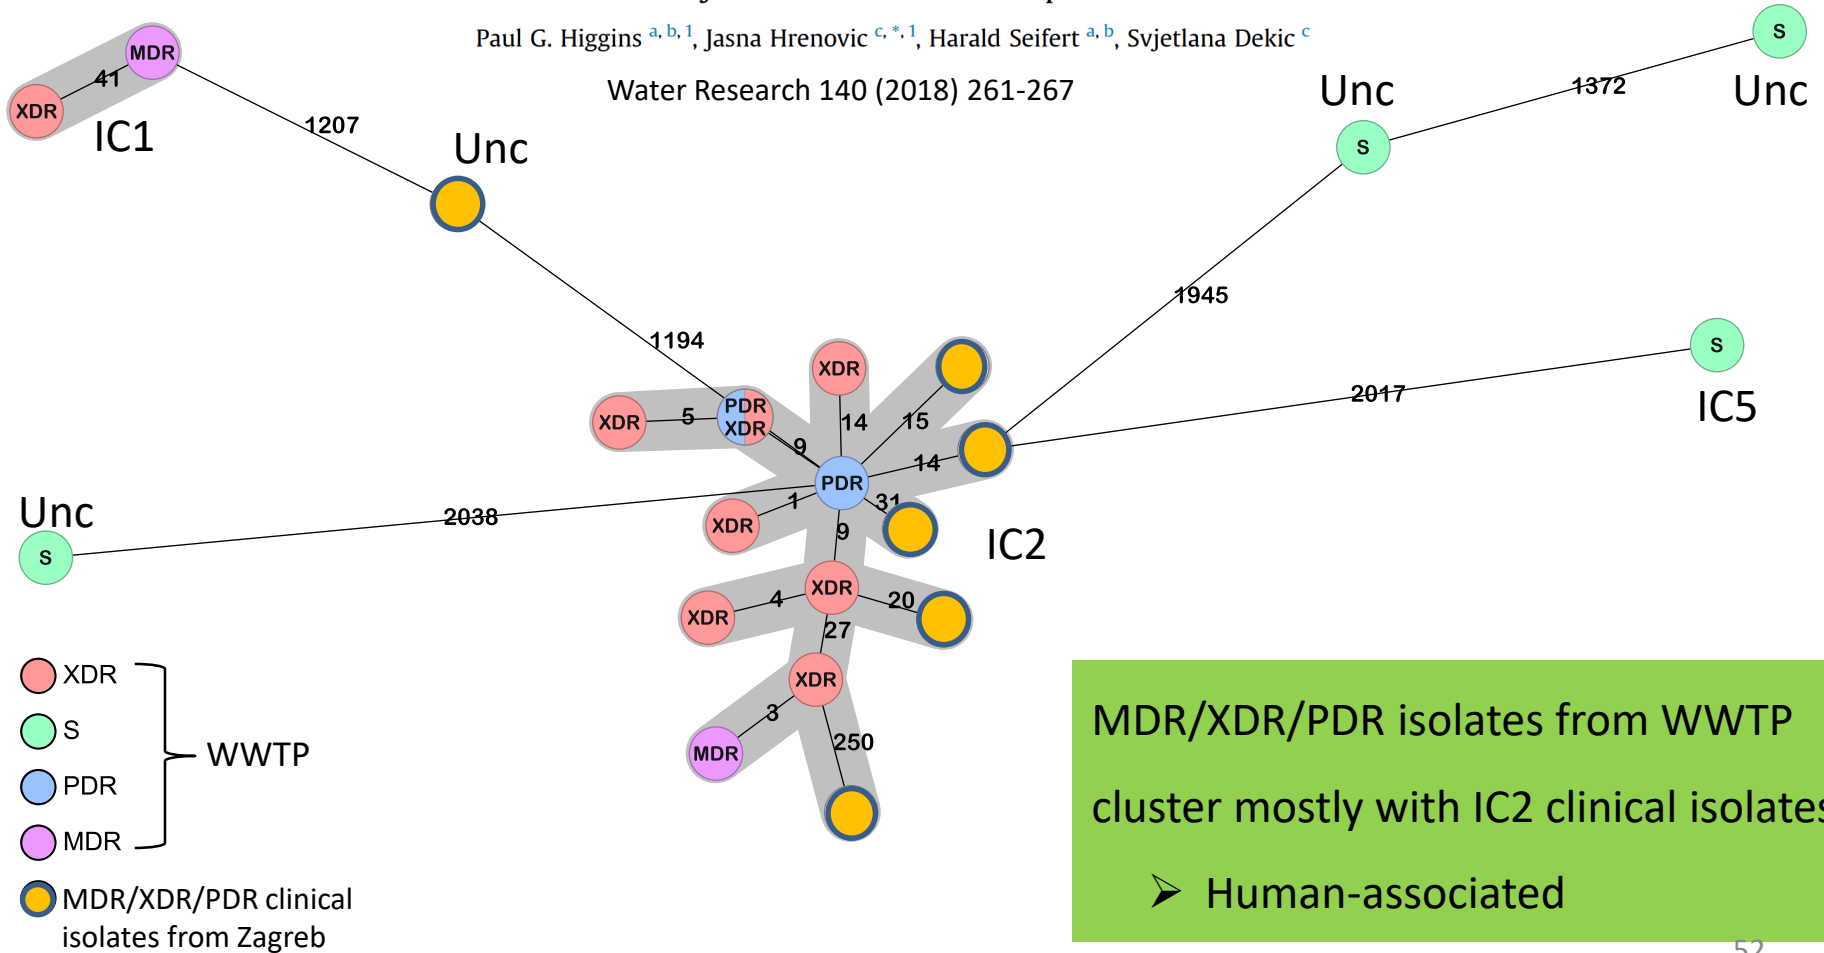 Paul G. Higgins a, b, 1, Jasna Hrenovic c, *, 1, Harald Seifert a, b, Svjetlana Dekic c
Water Research 140 (2018) 261-267
MDR
41
XDR
IC1
1207
Unc
S
Unc
1372
Unc
S
1945
1194
S
2017
IC5
XDR
PDR
XDR
5
XDR
14
15
9
14
PDR
31
1
XDR
9
IC2
Unc
2038
S
XDR
4
XDR
20
27
XDR
3
MDR
250
XDR
S
PDR
MDR
WWTP
MDR/XDR/PDR clinical
isolates from Zagreb
MDR/XDR/PDR isolates from WWTP
cluster mostly with IC2 clinical isolates
➢ Human-associated
52